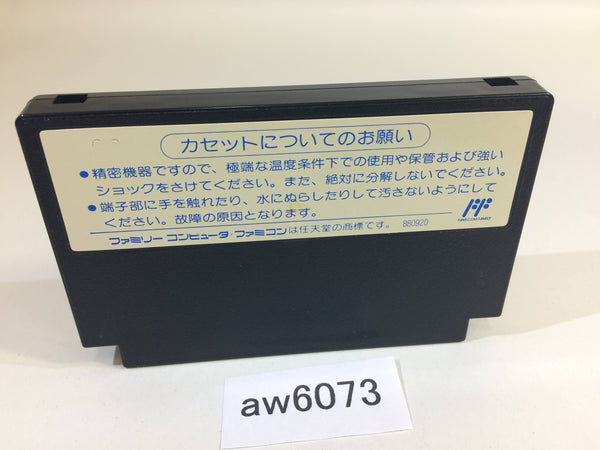 カセットについてのお願い
●精密機器ですので、極端な温度条件下での使用や保管および強い
ショックをさけてください。また、絶対に分解しないでください。
●端子部に手を触れたり、水にぬらしたりして汚さないようにして
ください。故障の原因となります。
ファミリーコンピュータ・ファミコンは任天堂の商標です。 880920
aw6073